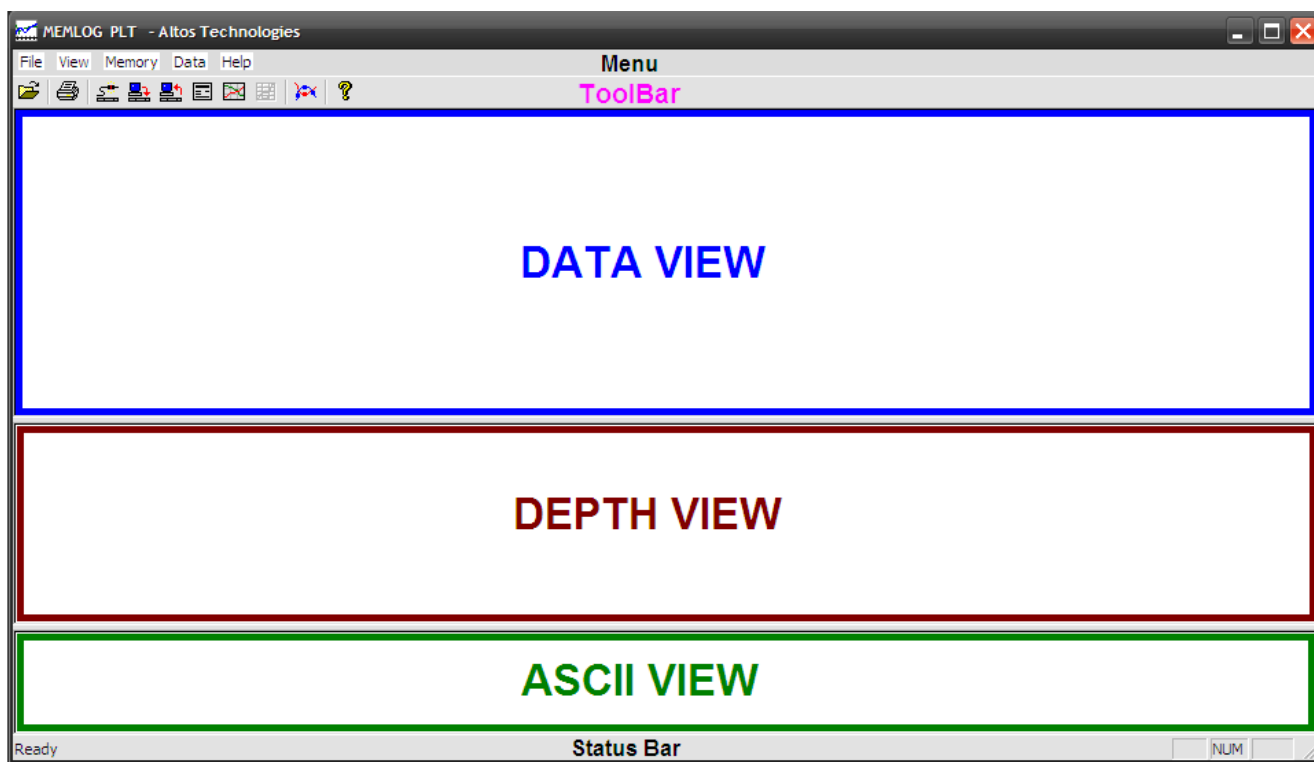 MEMLOG PLT - Altos Technologies
File View Memory Data Help Menu
ToolBar
DATA VIEW
DEPTH VIEW
ASCII VIEW
Ready Status Bar NUM